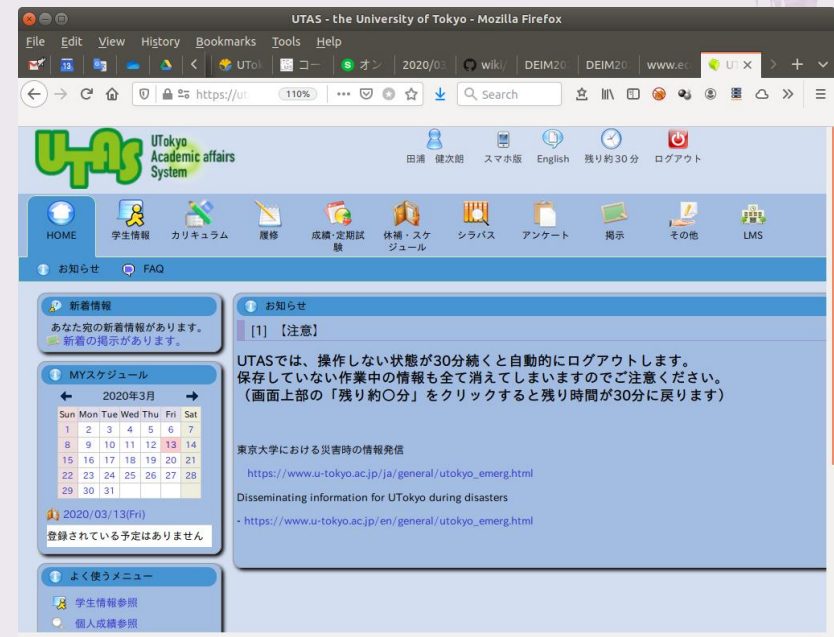 UTAS - the University of Tokyo - Mozilla Firefox
File Edit View History Bookmarks Tools Help
UTok コー オン 2020/03 wiki/ DEIM20 DEIM20 www.ec UT
https://ut 110% Search
UTAS
UTokyo
Academic affairs
System
田浦 健次朗 スマホ版 English 残り約30分 ログアウト
HOME 学生情報 カリキュラム 履修 成績・定期試験 休補・スケジュール シラバス アンケート 掲示 その他 LMS
お知らせ FAQ
新着情報
あなた宛の新着情報があります。
新着の掲示があります。
MYスケジュール
2020年3月
Sun Mon Tue Wed Thu Fri Sat
1 2 3 4 5 6 7
8 9 10 11 12 13 14
15 16 17 18 19 20 21
22 23 24 25 26 27 28
29 30 31
2020/03/13(Fri)
登録されている予定はありません
よく使うメニュー
学生情報参照
個人成績参照
お知らせ
[1] 【注意】
UTASでは、操作しない状態が30分続くと自動的にログアウトします。
保存していない作業中の情報も全て消えてしまいますのでご注意ください。
（画面上部の「残り約〇分」をクリックすると残り時間が30分に戻ります）
東京大学における災害時の情報発信
https://www.u-tokyo.ac.jp/ja/general/utokyo_emerg.html
Disseminating information for UTokyo during disasters
- https://www.u-tokyo.ac.jp/en/general/utokyo_emerg.html